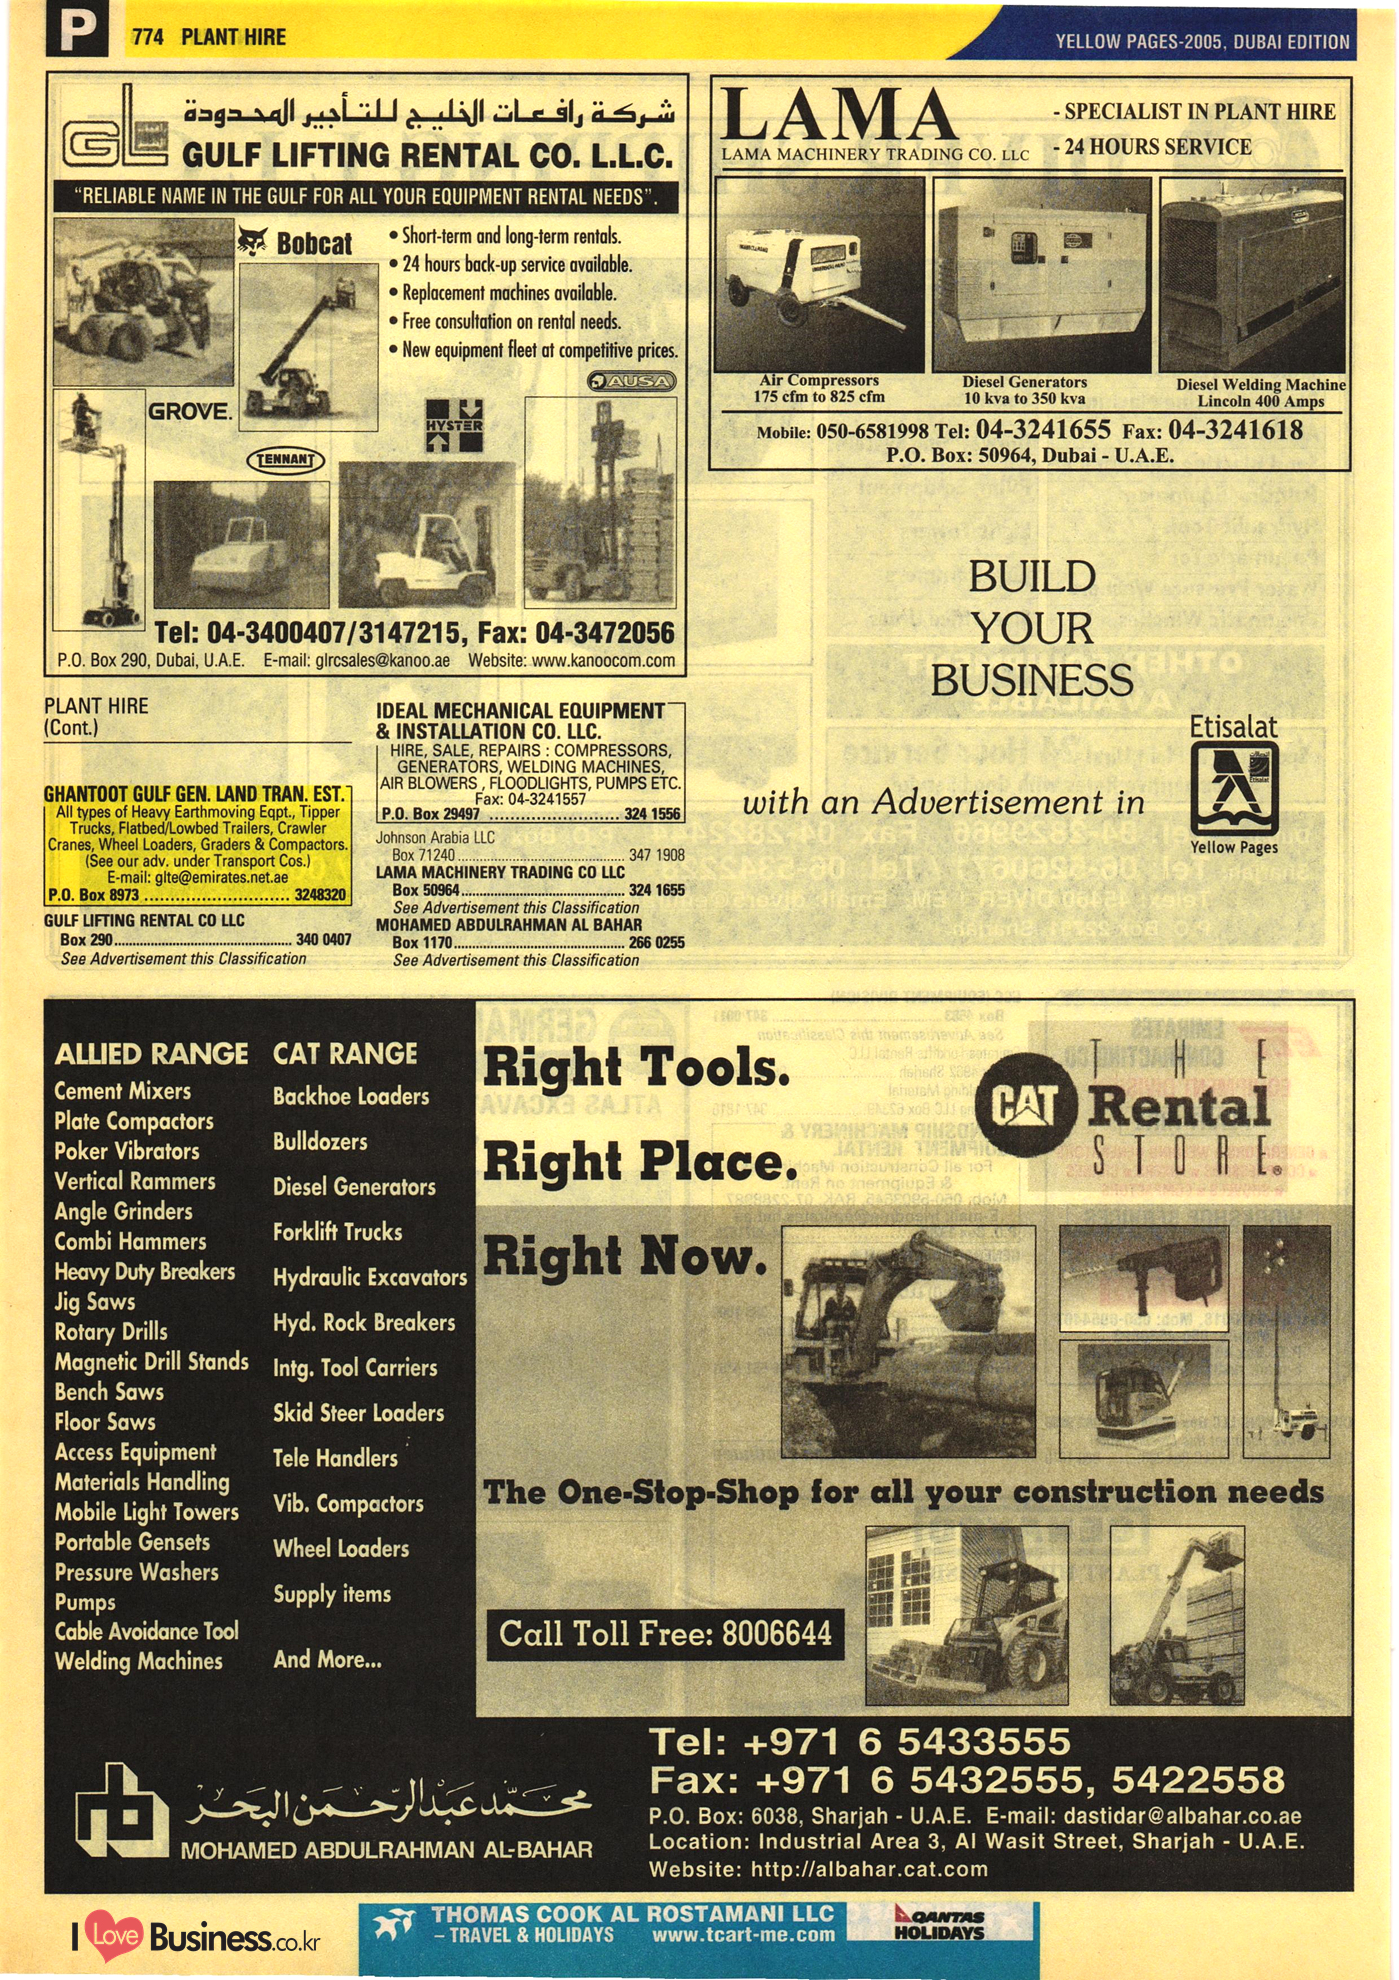 P
774 PLANT HIRE
YELLOW PAGES-2005, DUBAI EDITION
GL
شركة رافعات الخليج للتأجير المحدودة
GULF LIFTING RENTAL CO. L.L.C.
“RELIABLE NAME IN THE GULF FOR ALL YOUR EQUIPMENT RENTAL NEEDS”.
Bobcat
• Short-term and long-term rentals.
• 24 hours back-up service available.
• Replacement machines available.
• Free consultation on rental needs.
• New equipment fleet at competitive prices.
AUSA
GROVE.
HYSTER
TENNANT
Tel: 04-3400407/3147215, Fax: 04-3472056
P.O. Box 290, Dubai, U.A.E. E-mail: glrcsales@kanoo.ae Website: www.kanoocom.com
LAMA
LAMA MACHINERY TRADING CO. LLC
- SPECIALIST IN PLANT HIRE
- 24 HOURS SERVICE
Air Compressors
175 cfm to 825 cfm
Diesel Generators
10 kva to 350 kva
Diesel Welding Machine
Lincoln 400 Amps
Mobile: 050-6581998 Tel: 04-3241655 Fax: 04-3241618
P.O. Box: 50964, Dubai - U.A.E.
BUILD
YOUR
BUSINESS
with an Advertisement in
Etisalat
Yellow Pages
PLANT HIRE
(Cont.)
GHANTOOT GULF GEN. LAND TRAN. EST.
All types of Heavy Earthmoving Eqpt., Tipper
Trucks, Flatbed/Lowbed Trailers, Crawler
Cranes, Wheel Loaders, Graders & Compactors.
(See our adv. under Transport Cos.)
E-mail: glte@emirates.net.ae
P.O. Box 8973 .......................... 3248320
GULF LIFTING RENTAL CO LLC
Box 290............................................. 340 0407
See Advertisement this Classification
IDEAL MECHANICAL EQUIPMENT
& INSTALLATION CO. LLC.
HIRE, SALE, REPAIRS : COMPRESSORS,
GENERATORS, WELDING MACHINES,
AIR BLOWERS , FLOODLIGHTS, PUMPS ETC.
Fax: 04-3241557
P.O. Box 29497 ........................ 324 1556
Johnson Arabia LLC
Box 71240.......................................... 347 1908
LAMA MACHINERY TRADING CO LLC
Box 50964.......................................... 324 1655
See Advertisement this Classification
MOHAMED ABDULRAHMAN AL BAHAR
Box 1170............................................ 266 0255
See Advertisement this Classification
ALLIED RANGE
Cement Mixers
Plate Compactors
Poker Vibrators
Vertical Rammers
Angle Grinders
Combi Hammers
Heavy Duty Breakers
Jig Saws
Rotary Drills
Magnetic Drill Stands
Bench Saws
Floor Saws
Access Equipment
Materials Handling
Mobile Light Towers
Portable Gensets
Pressure Washers
Pumps
Cable Avoidance Tool
Welding Machines
CAT RANGE
Backhoe Loaders
Bulldozers
Diesel Generators
Forklift Trucks
Hydraulic Excavators
Hyd. Rock Breakers
Intg. Tool Carriers
Skid Steer Loaders
Tele Handlers
Vib. Compactors
Wheel Loaders
Supply items
And More...
Right Tools.
Right Place.
Right Now.
CAT
THE
Rental
STORE®
The One-Stop-Shop for all your construction needs
Call Toll Free: 8006644
محمد عبدالرحمن البحر
MOHAMED ABDULRAHMAN AL-BAHAR
Tel: +971 6 5433555
Fax: +971 6 5432555, 5422558
P.O. Box: 6038, Sharjah - U.A.E. E-mail: dastidar@albahar.co.ae
Location: Industrial Area 3, Al Wasit Street, Sharjah - U.A.E.
Website: http://albahar.cat.com
I Love Business.co.kr
THOMAS COOK AL ROSTAMANI LLC
– TRAVEL & HOLIDAYS www.tcart-me.com
QANTAS
HOLIDAYS